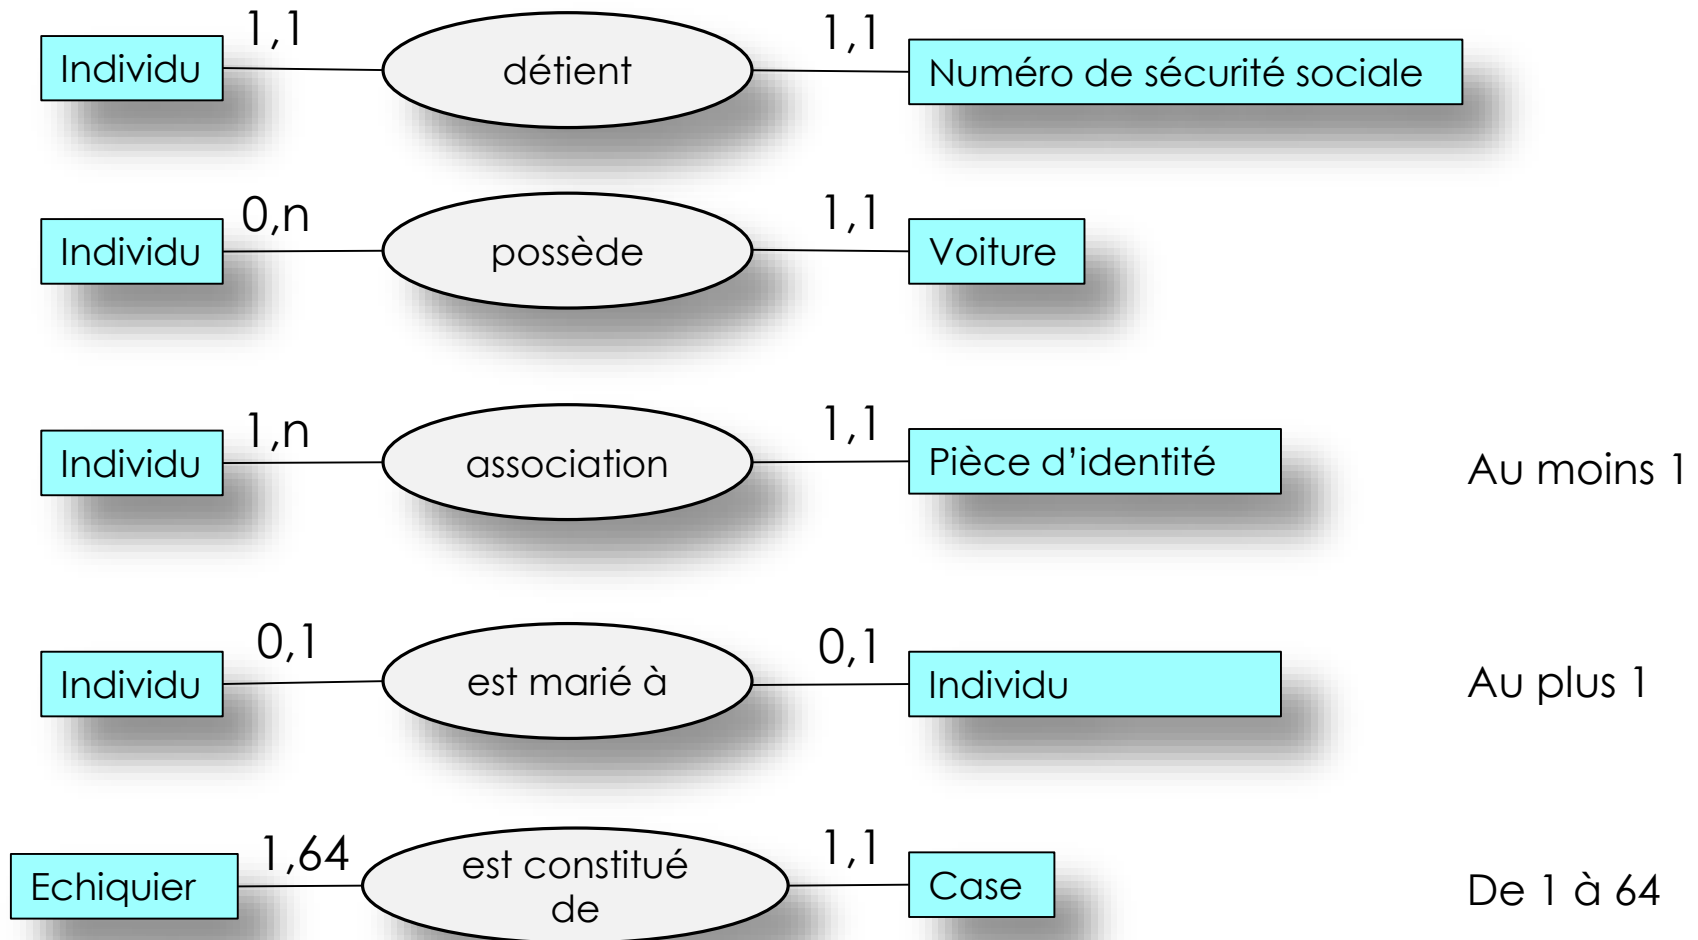 1,1
1,1
Individu
détient
Numéro de sécurité sociale
0,n
1,1
Individu
possède
Voiture
1,n
1,1
Individu
association
Pièce d’identité
Au moins 1
0,1
0,1
Individu
est marié à
Individu
Au plus 1
1,64
1,1
Echiquier
est constitué
de
Case
De 1 à 64